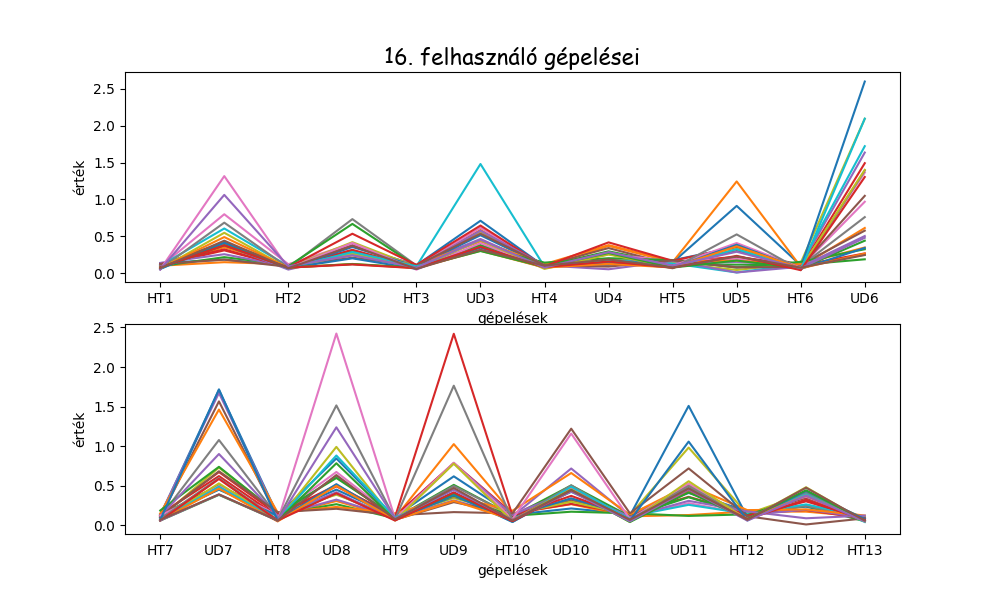 16. felhasználó gépelései
érték
2.5
2.0
1.5
1.0
0.5
0.0
HT1 UD1 HT2 UD2 HT3 UD3 HT4 UD4 HT5 UD5 HT6 UD6
gépelések
érték
2.5
2.0
1.5
1.0
0.5
0.0
HT7 UD7 HT8 UD8 HT9 UD9 HT10 UD10 HT11 UD11 HT12 UD12 HT13
gépelések